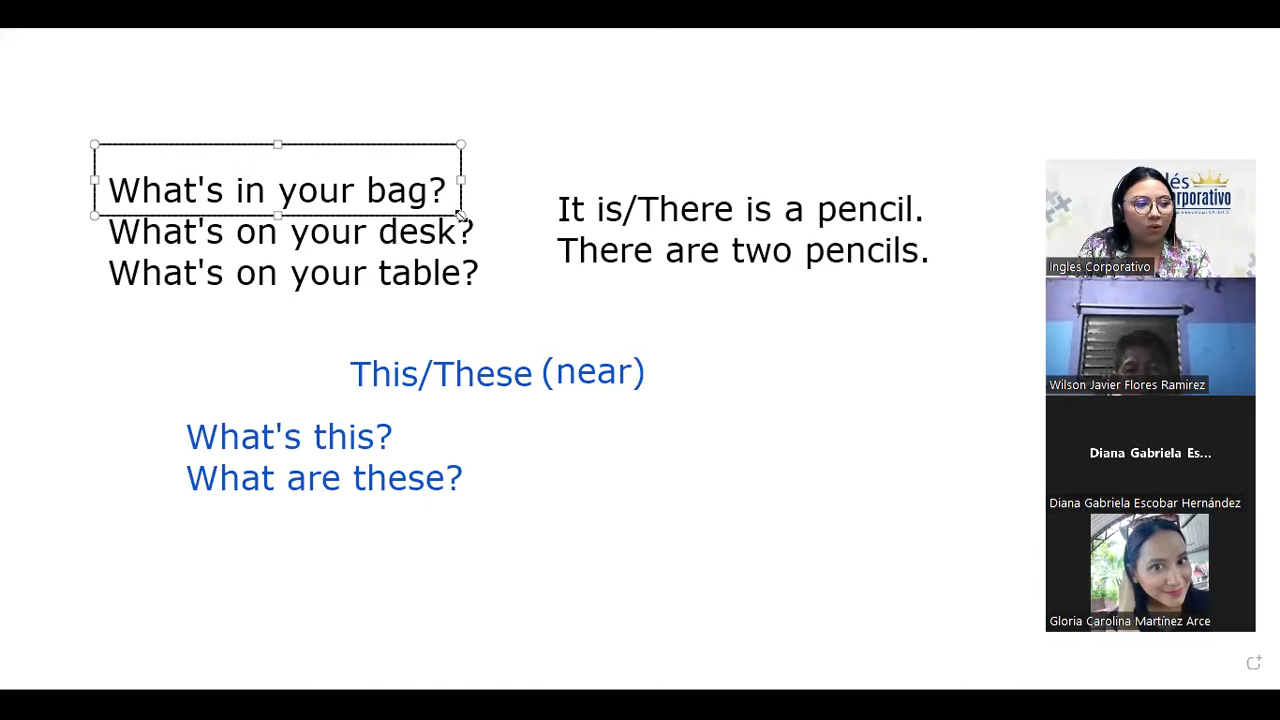 What's in your bag?
What's on your desk?
What's on your table?
It is/There is a pencil.
There are two pencils.
This/These (near)
What's this?
What are these?
Ingles Corporativo
Wilson Javier Flores Ramirez
Diana Gabriela Es...
Diana Gabriela Escobar Hernández
Gloria Carolina Martínez Arce